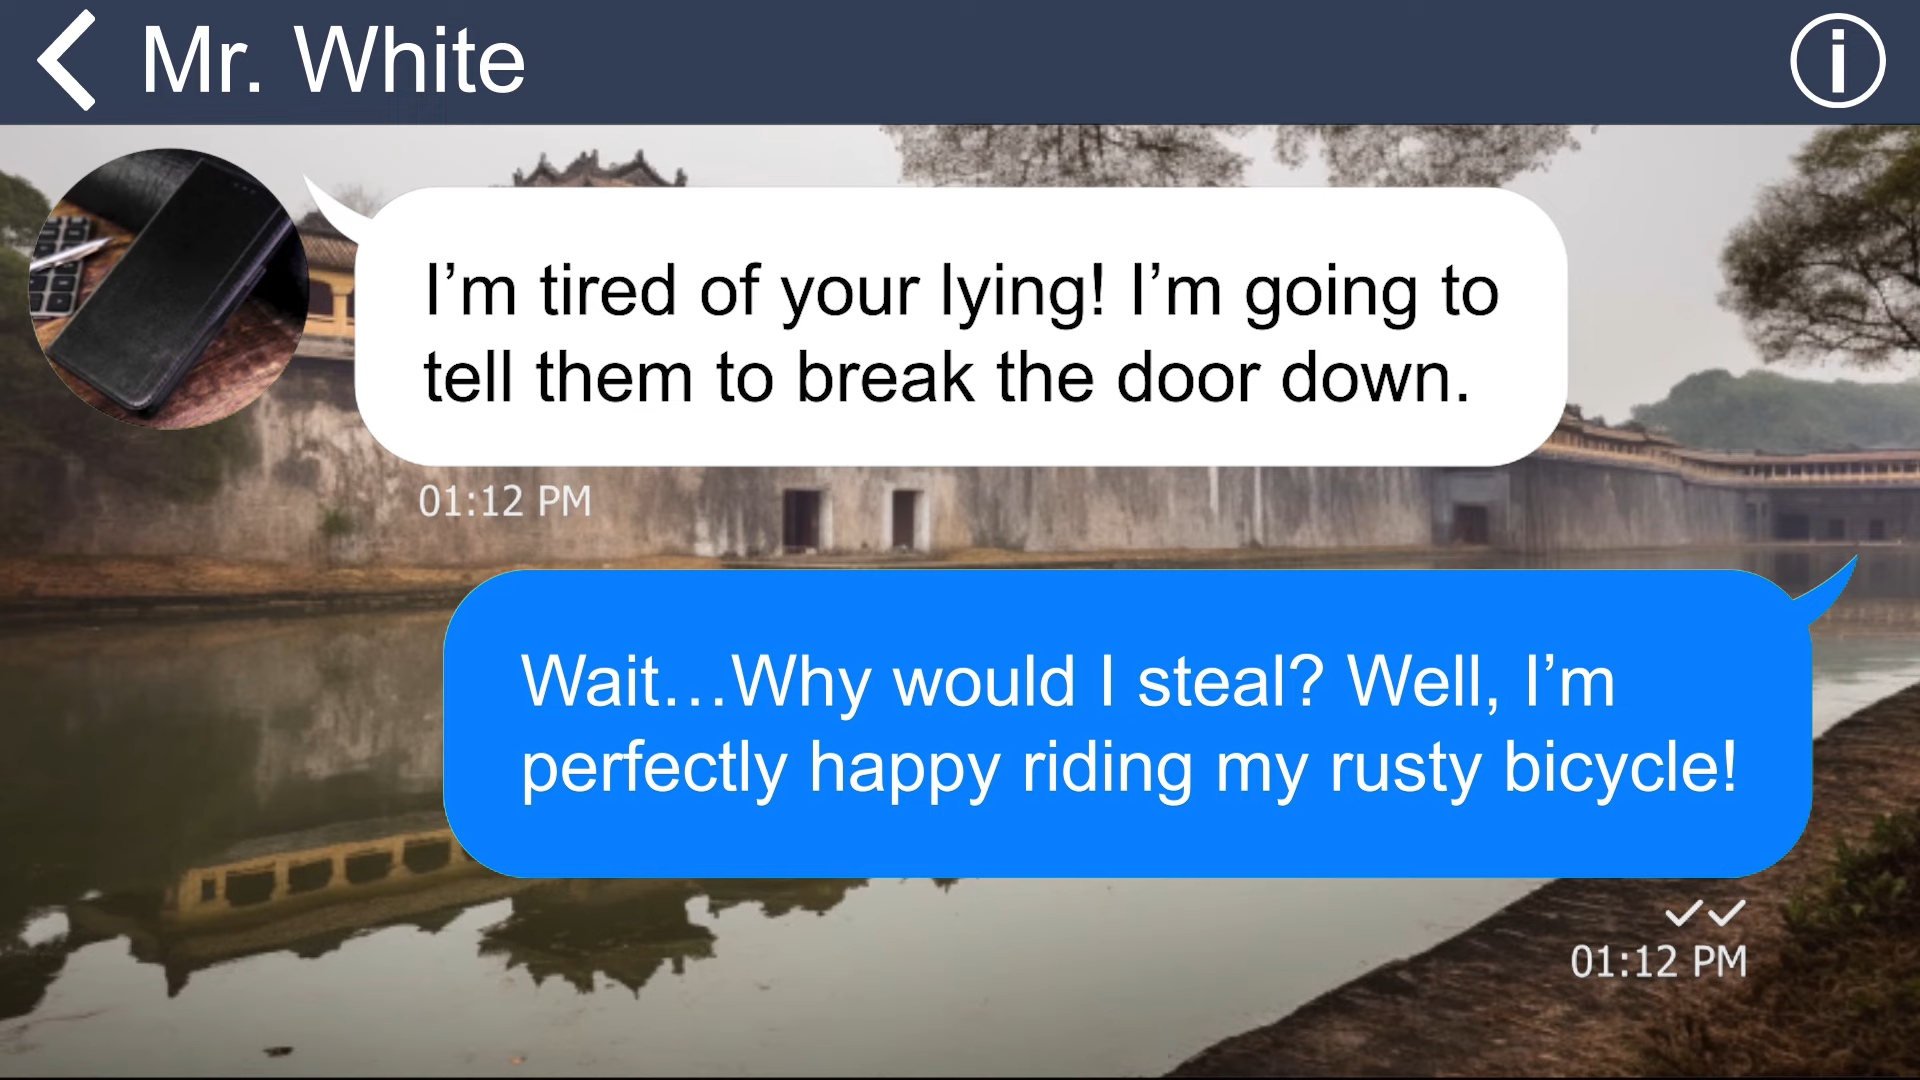 Mr. White
I’m tired of your lying! I’m going to
tell them to break the door down.
01:12 PM
Wait…Why would I steal? Well, I’m
perfectly happy riding my rusty bicycle!
01:12 PM